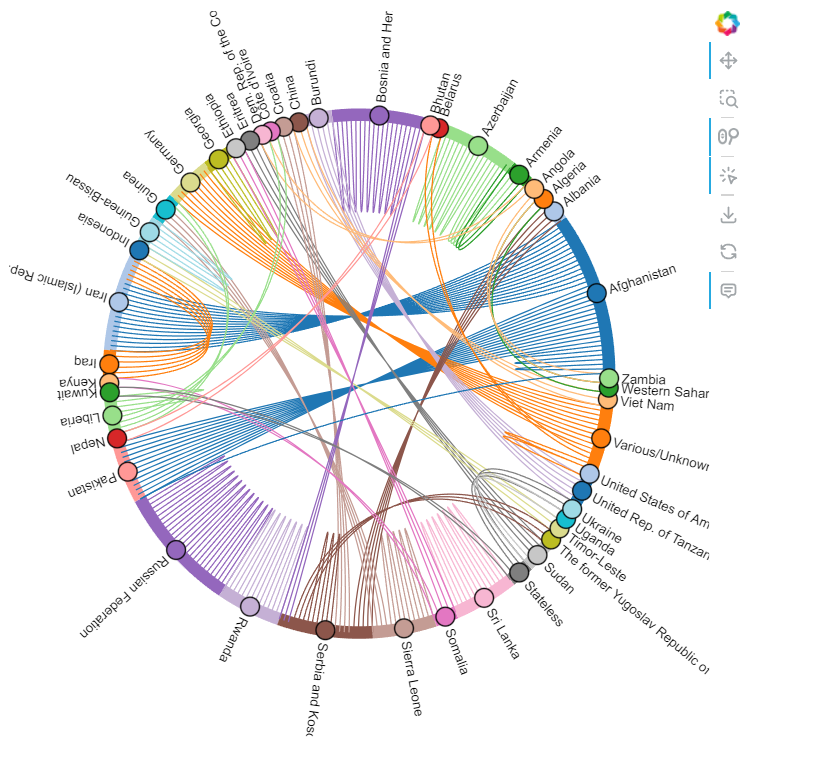 Bosnia and Her
Bhutan
Belarus
Azerbaijan
Armenia
Angola
Algeria
Albania
Afghanistan
Zambia
Western Sahar
Viet Nam
Various/Unknow
United States of Am
United Rep. of Tanzan
Ukraine
Uganda
Timor-Leste
The former Yugoslav Republic of
Sudan
Stateless
Sri Lanka
Somalia
Sierra Leone
Serbia and Koso
Rwanda
Russian Federation
Pakistan
Nepal
Liberia
Kuwait
Kenya
Iraq
Iran (Islamic Rep.
Indonesia
Guinea-Bissau
Guinea
Germany
Georgia
Ethiopia
Eritrea
Dem. Rep. of the Co
Côte d'Ivoire
Croatia
China
Burundi